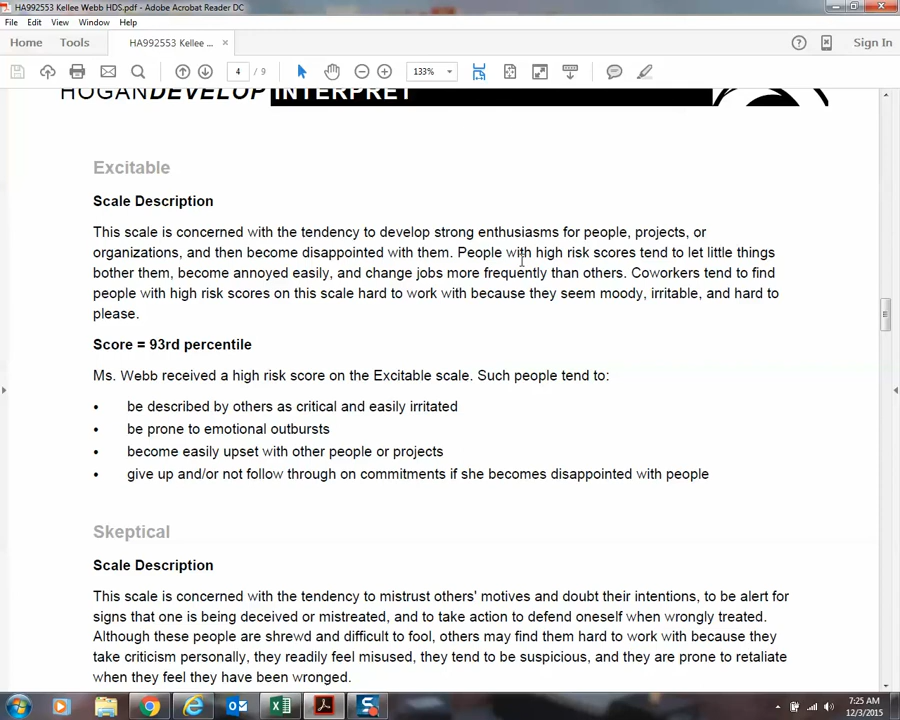 HA992553 Kellee Webb HDS.pdf - Adobe Acrobat Reader DC
File Edit View Window Help
Home Tools HA992553 Kellee ... × Sign In
4 / 9 133%
HOGANDEVELOP INTERPRET
Excitable
Scale Description
This scale is concerned with the tendency to develop strong enthusiasms for people, projects, or
organizations, and then become disappointed with them. People with high risk scores tend to let little things
bother them, become annoyed easily, and change jobs more frequently than others. Coworkers tend to find
people with high risk scores on this scale hard to work with because they seem moody, irritable, and hard to
please.
Score = 93rd percentile
Ms. Webb received a high risk score on the Excitable scale. Such people tend to:
• be described by others as critical and easily irritated
• be prone to emotional outbursts
• become easily upset with other people or projects
• give up and/or not follow through on commitments if she becomes disappointed with people
Skeptical
Scale Description
This scale is concerned with the tendency to mistrust others' motives and doubt their intentions, to be alert for
signs that one is being deceived or mistreated, and to take action to defend oneself when wrongly treated.
Although these people are shrewd and difficult to fool, others may find them hard to work with because they
take criticism personally, they readily feel misused, they tend to be suspicious, and they are prone to retaliate
when they feel they have been wronged.
7:25 AM
12/3/2015